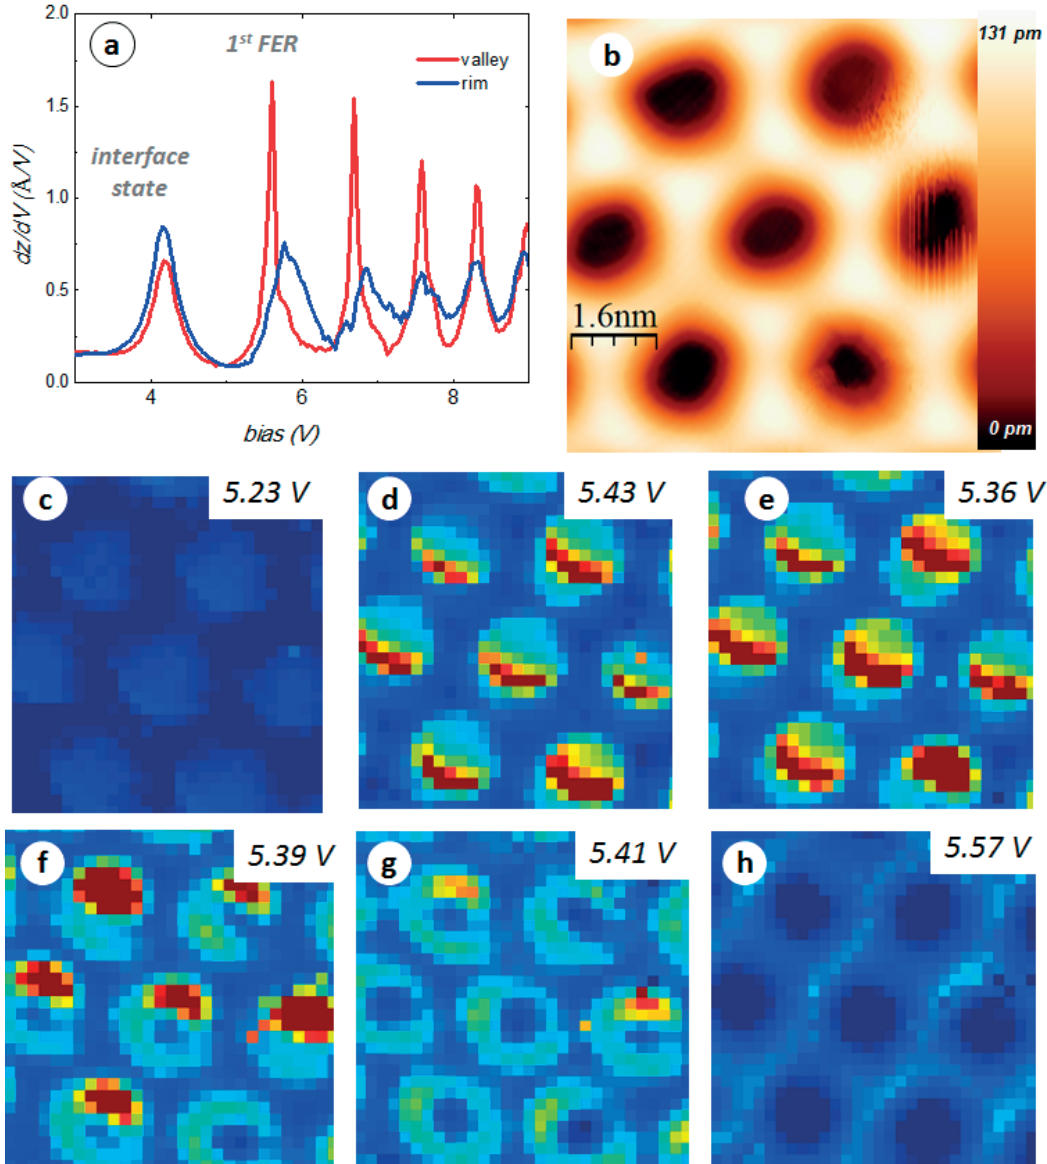 a
1st FER
valley
rim
interface
state
2.0
1.5
1.0
0.5
0.0
dz/dV (Å/V)
4
6
8
bias (V)
b
131 pm
1.6nm
0 pm
c
5.23 V
d
5.43 V
e
5.36 V
f
5.39 V
g
5.41 V
h
5.57 V